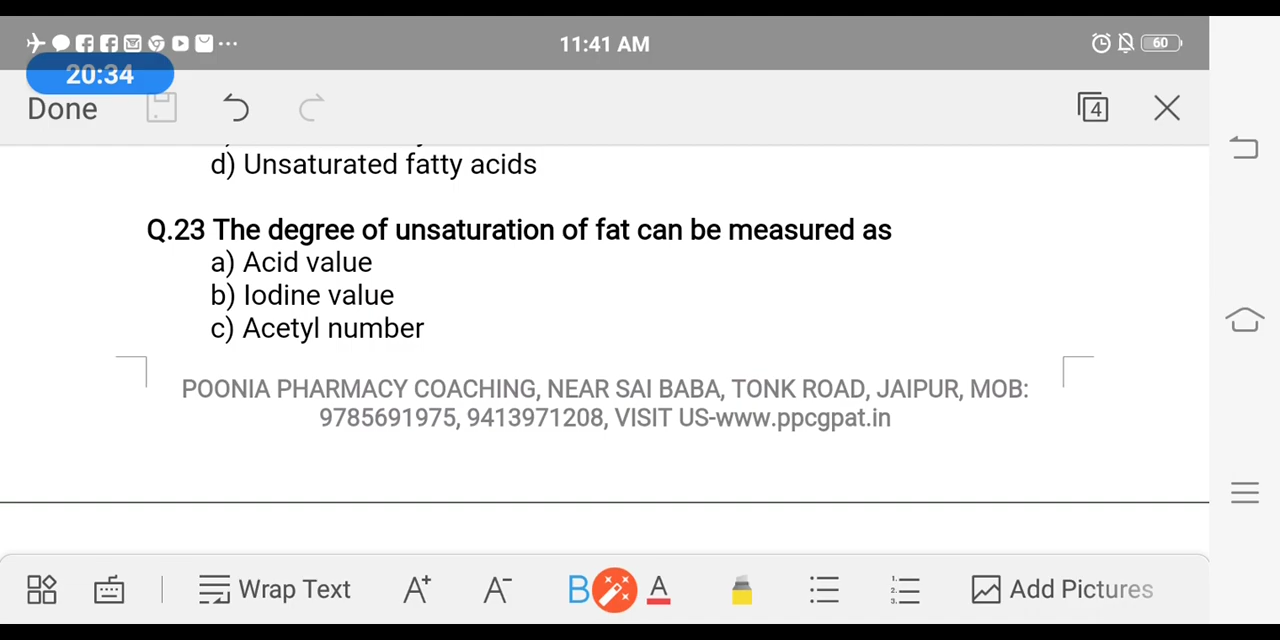 11:41 AM
60
20:34
Done
4
d) Unsaturated fatty acids
Q.23 The degree of unsaturation of fat can be measured as
a) Acid value
b) Iodine value
c) Acetyl number
POONIA PHARMACY COACHING, NEAR SAI BABA, TONK ROAD, JAIPUR, MOB:
9785691975, 9413971208, VISIT US-www.ppcgpat.in
Wrap Text A+ A- B A Add Pictures